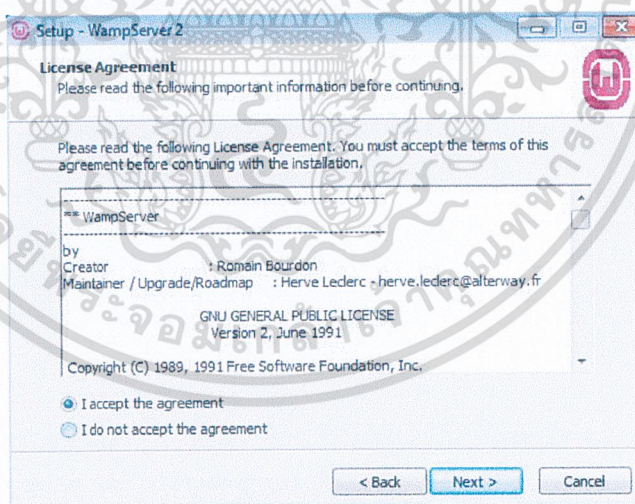 Setup - WampServer 2
License Agreement
Please read the following important information before continuing.
Please read the following License Agreement. You must accept the terms of this
agreement before continuing with the installation.
** WampServer
by
Creator : Romain Bourdon
Maintainer / Upgrade/Roadmap : Herve Leclerc - herve.leclerc@alterway.fr
GNU GENERAL PUBLIC LICENSE
Version 2, June 1991
Copyright (C) 1989, 1991 Free Software Foundation, Inc.
I accept the agreement
I do not accept the agreement
< Back
Next >
Cancel